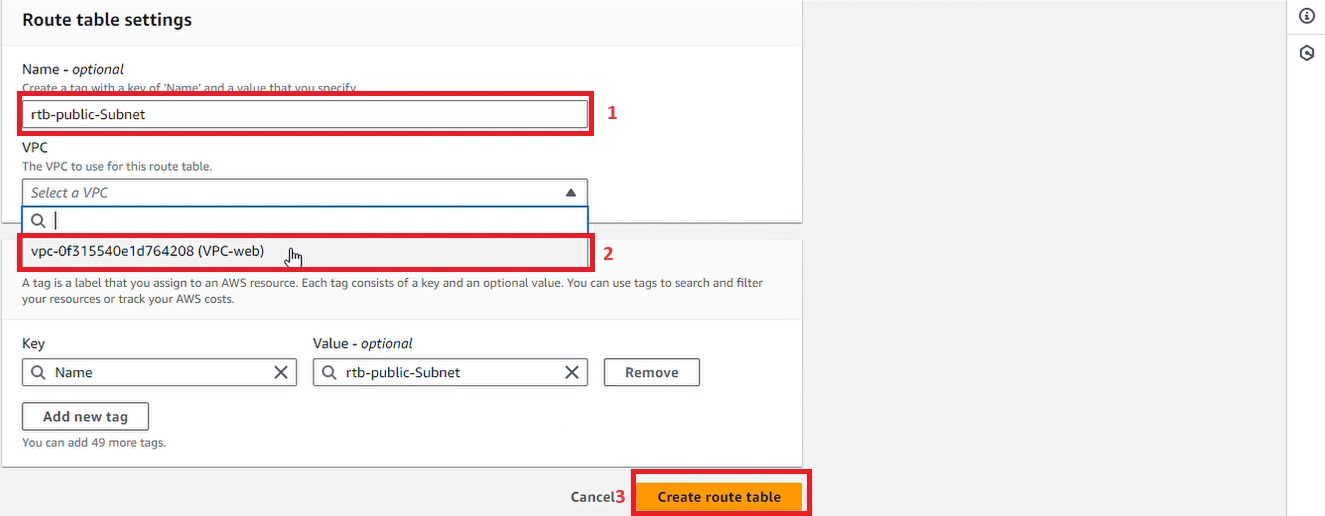 Route table settings
Name - optional
Create a tag with a key of 'Name' and a value that you specify.
rtb-public-Subnet
1
VPC
The VPC to use for this route table.
Select a VPC
vpc-0f315540e1d764208 (VPC-web)
2
A tag is a label that you assign to an AWS resource. Each tag consists of a key and an optional value. You can use tags to search and filter
your resources or track your AWS costs.
Key
Value - optional
Name
rtb-public-Subnet
Remove
Add new tag
You can add 49 more tags.
Cancel
3
Create route table